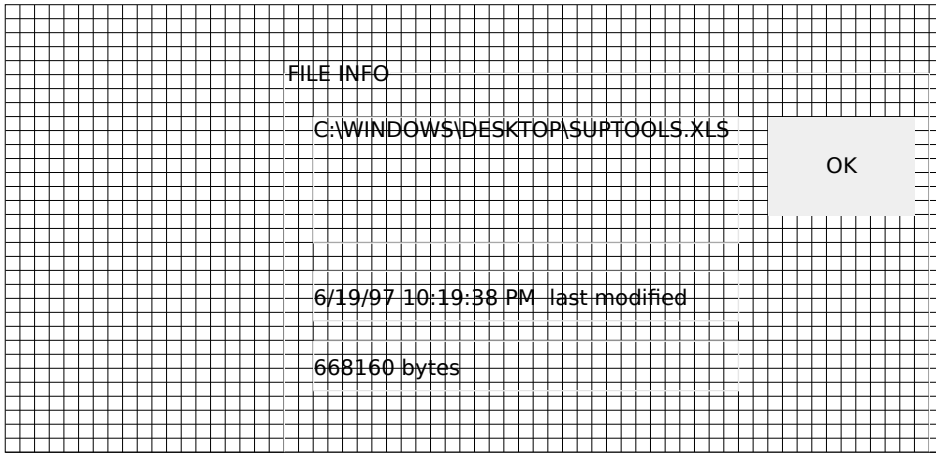 FILE INFO
C:\WINDOWS\DESKTOP\SUPTOOLS.XLS
OK
6/19/97 10:19:38 PM  last modified
668160 bytes